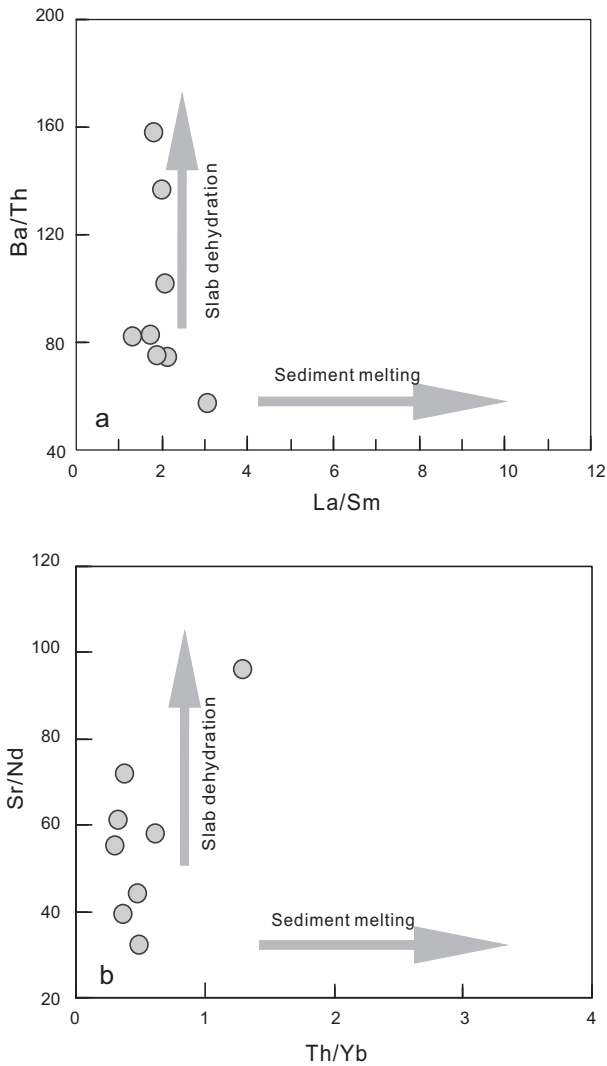 200
160
120
80
40
Ba/Th
Slab dehydration
Sediment melting
a
0
2
4
6
8
10
12
La/Sm
120
100
80
60
40
20
Sr/Nd
Slab dehydration
Sediment melting
b
0
1
2
3
4
Th/Yb